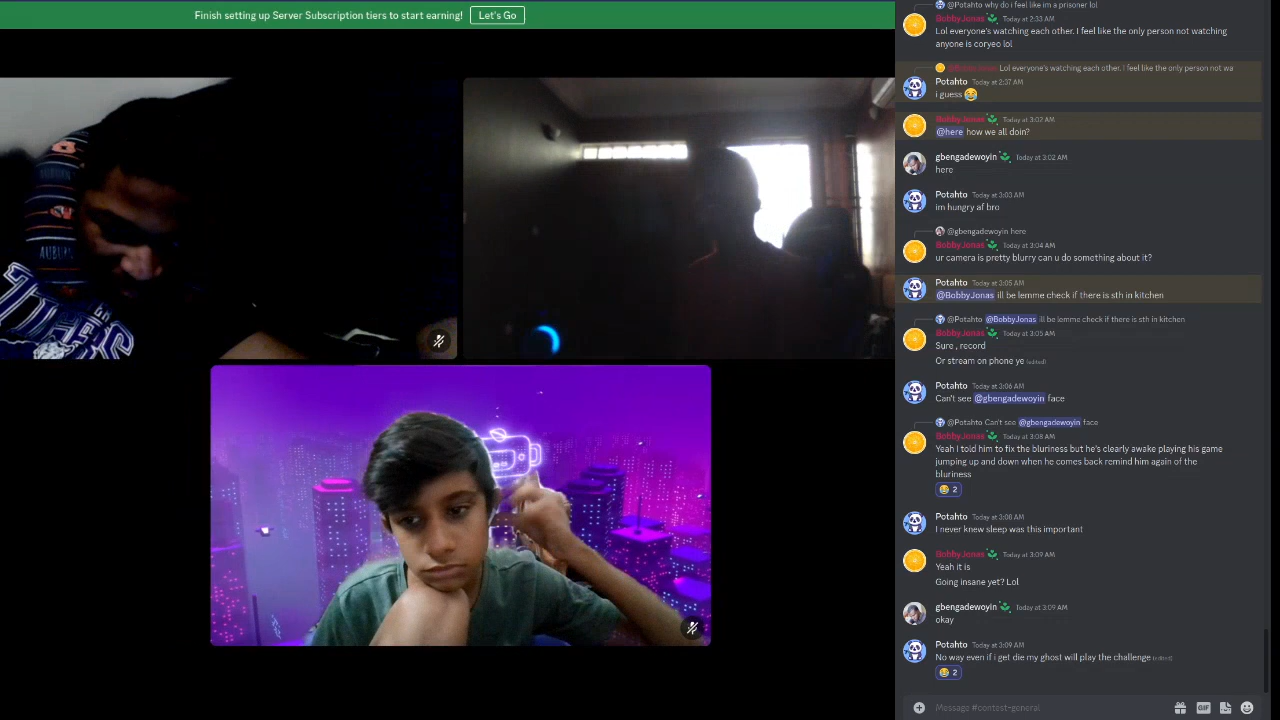 Finish setting up Server Subscription tiers to start earning! Let's Go
@Potahto why do i feel like im a prisoner lol
BobbyJonas Today at 2:33 AM
Lol everyone's watching each other. I feel like the only person not watching
anyone is coryeo lol
Lol everyone's watching each other. I feel like the only person not wa
Potahto Today at 2:37 AM
i guess 😂
BobbyJonas Today at 3:02 AM
@here how we all doin?
gbengadewoyin Today at 3:02 AM
here
Potahto Today at 3:03 AM
im hungry af bro
@gbengadewoyin here
BobbyJonas Today at 3:04 AM
ur camera is pretty blurry can u do something about it?
Potahto Today at 3:05 AM
@BobbyJonas ill be lemme check if there is sth in kitchen
@Potahto @BobbyJonas ill be lemme check if there is sth in kitchen
BobbyJonas Today at 3:05 AM
Sure , record
Or stream on phone ye (edited)
Potahto Today at 3:06 AM
Can't see @gbengadewoyin face
@Potahto Can't see @gbengadewoyin face
BobbyJonas Today at 3:08 AM
Yeah I told him to fix the bluriness but he's clearly awake playing his game
jumping up and down when he comes back remind him again of the
bluriness
😂 2
Potahto Today at 3:08 AM
I never knew sleep was this important
BobbyJonas Today at 3:09 AM
Yeah it is
Going insane yet? Lol
gbengadewoyin Today at 3:09 AM
okay
Potahto Today at 3:09 AM
No way even if i get die my ghost will play the challenge (edited)
😂 2
Message #contest-general
GIF
AUBURN
TIGERS